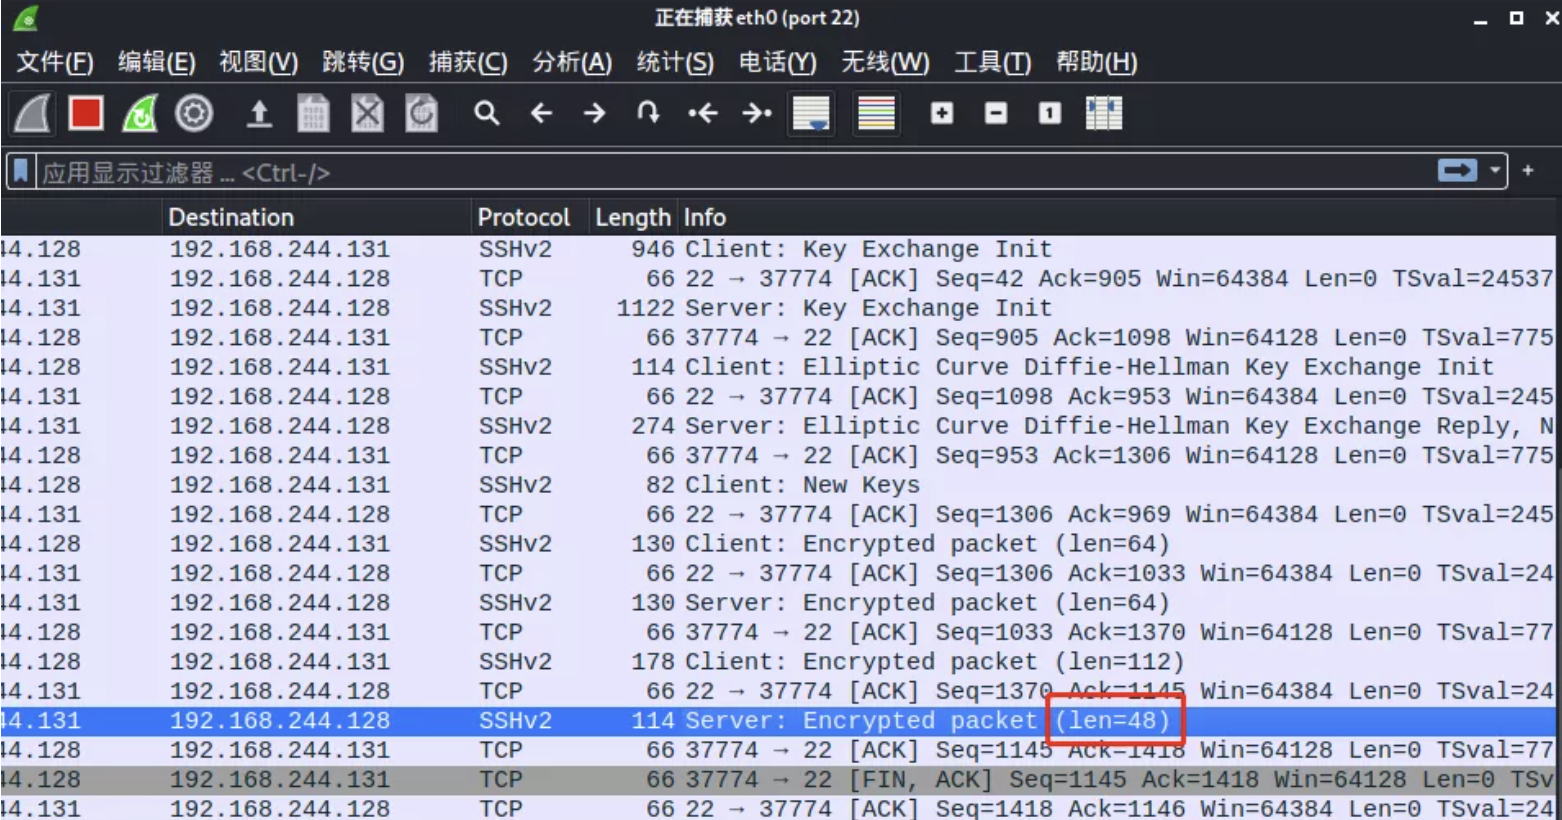 正在捕获 eth0 (port 22)
文件(F) 编辑(E) 视图(V) 跳转(G) 捕获(C) 分析(A) 统计(S) 电话(Y) 无线(W) 工具(T) 帮助(H)
应用显示过滤器 … <Ctrl-/>
Destination Protocol Length Info
44.128 192.168.244.131 SSHv2 946 Client: Key Exchange Init
44.131 192.168.244.128 TCP 66 22 → 37774 [ACK] Seq=42 Ack=905 Win=64384 Len=0 TSval=24537
44.131 192.168.244.128 SSHv2 1122 Server: Key Exchange Init
44.128 192.168.244.131 TCP 66 37774 → 22 [ACK] Seq=905 Ack=1098 Win=64128 Len=0 TSval=775
44.128 192.168.244.131 SSHv2 114 Client: Elliptic Curve Diffie-Hellman Key Exchange Init
44.131 192.168.244.128 TCP 66 22 → 37774 [ACK] Seq=1098 Ack=953 Win=64384 Len=0 TSval=245
44.131 192.168.244.128 SSHv2 274 Server: Elliptic Curve Diffie-Hellman Key Exchange Reply, N
44.128 192.168.244.131 TCP 66 37774 → 22 [ACK] Seq=953 Ack=1306 Win=64128 Len=0 TSval=775
44.128 192.168.244.131 SSHv2 82 Client: New Keys
44.131 192.168.244.128 TCP 66 22 → 37774 [ACK] Seq=1306 Ack=969 Win=64384 Len=0 TSval=245
44.128 192.168.244.131 SSHv2 130 Client: Encrypted packet (len=64)
44.131 192.168.244.128 TCP 66 22 → 37774 [ACK] Seq=1306 Ack=1033 Win=64384 Len=0 TSval=24
44.131 192.168.244.128 SSHv2 130 Server: Encrypted packet (len=64)
44.128 192.168.244.131 TCP 66 37774 → 22 [ACK] Seq=1033 Ack=1370 Win=64128 Len=0 TSval=77
44.128 192.168.244.131 SSHv2 178 Client: Encrypted packet (len=112)
44.131 192.168.244.128 TCP 66 22 → 37774 [ACK] Seq=1370 Ack=1145 Win=64384 Len=0 TSval=24
44.131 192.168.244.128 SSHv2 114 Server: Encrypted packet (len=48)
44.128 192.168.244.131 TCP 66 37774 → 22 [ACK] Seq=1145 Ack=1418 Win=64128 Len=0 TSval=77
44.128 192.168.244.131 TCP 66 37774 → 22 [FIN, ACK] Seq=1145 Ack=1418 Win=64128 Len=0 TSv
44.131 192.168.244.128 TCP 66 22 → 37774 [ACK] Seq=1418 Ack=1146 Win=64384 Len=0 TSval=24